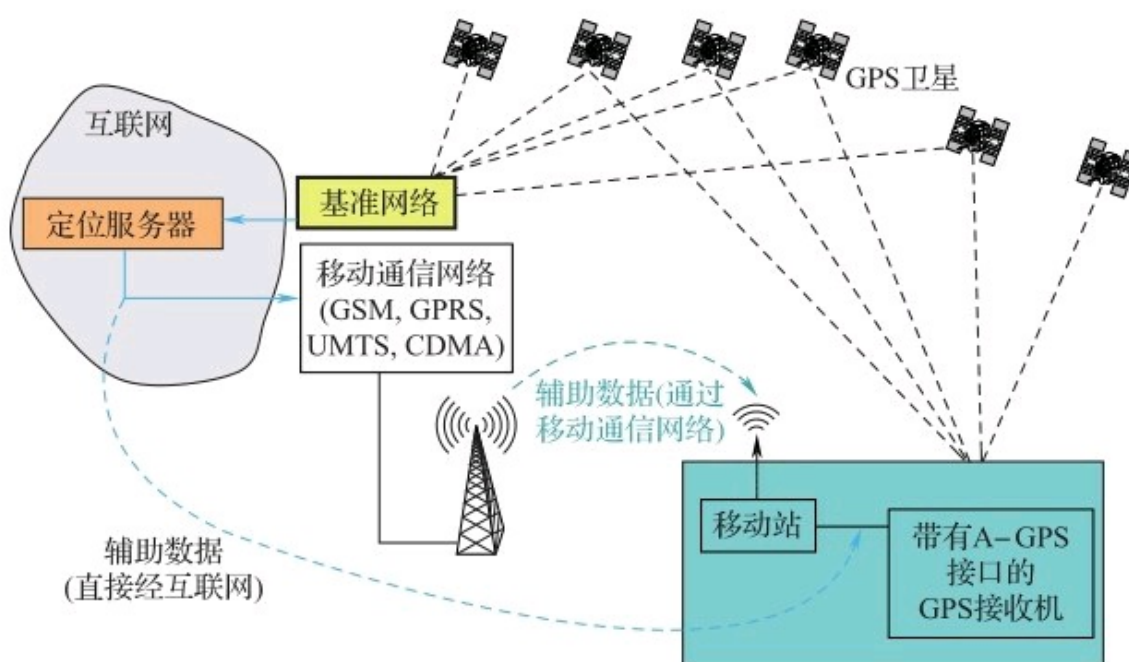 GPS卫星
互联网
基准网络
定位服务器
移动通信网络
(GSM, GPRS,
UMTS, CDMA)
辅助数据(通过
移动通信网络)
移动站
带有A-GPS
接口的
GPS接收机
辅助数据
(直接经互联网)